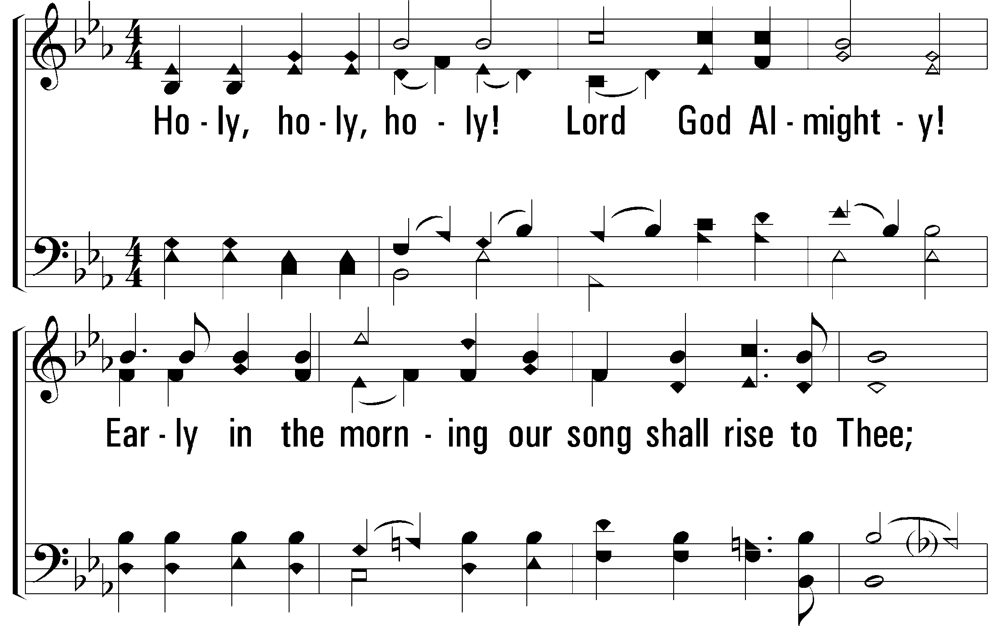 Ho - ly, ho - ly, ho - ly! Lord God Al - might - y!
Ear - ly in the morn - ing our song shall rise to Thee;